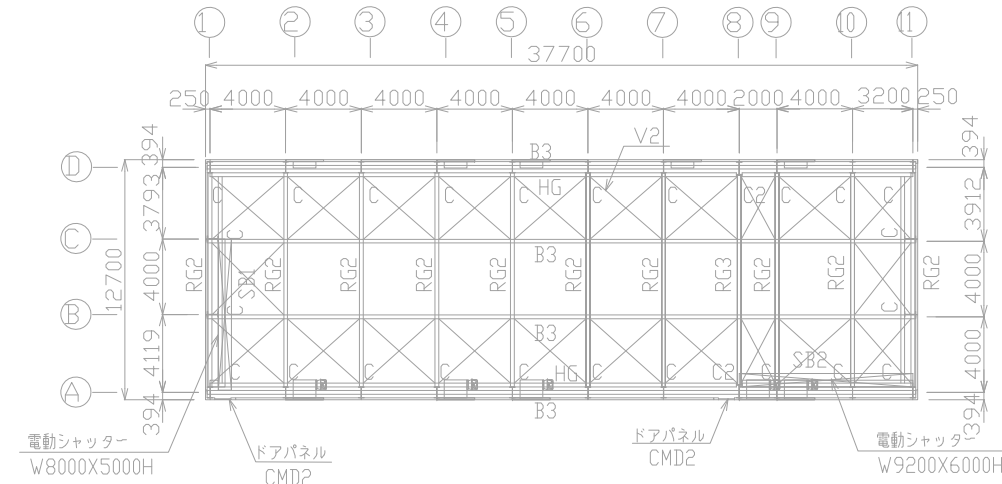 1 2 3 4 5 6 7 8 9 10 11
37700
250 4000 4000 4000 4000 4000 4000 4000 2000 4000 3200 250
394 394
D B3 V2
C C C C C C C2 C C
HG
3793 3912
C C C
B3
12700 4000 RG2 SB1 RG2 RG2 RG2 RG2 RG2 RG2 RG3 RG2 RG2 RG2 4000
B C C
B3
4119 4000
SB2
C C C C C HG C C C2 C C C
A
394 B3 394
電動シャッター
W8000X5000H
ドアパネル
CMD2
ドアパネル
CMD2
電動シャッター
W9200X6000H